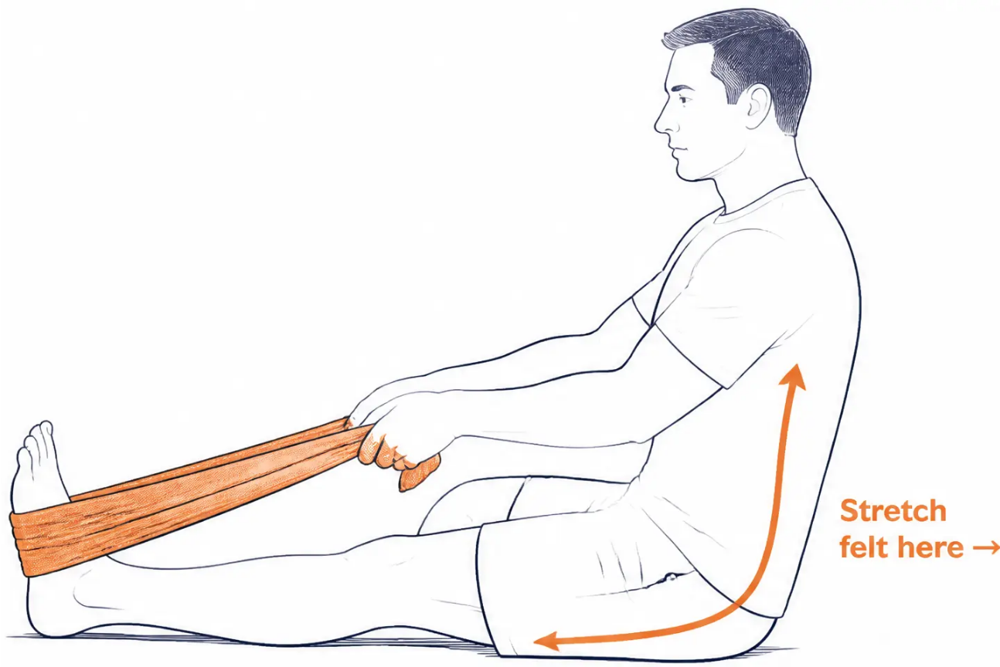 Stretch
felt here →